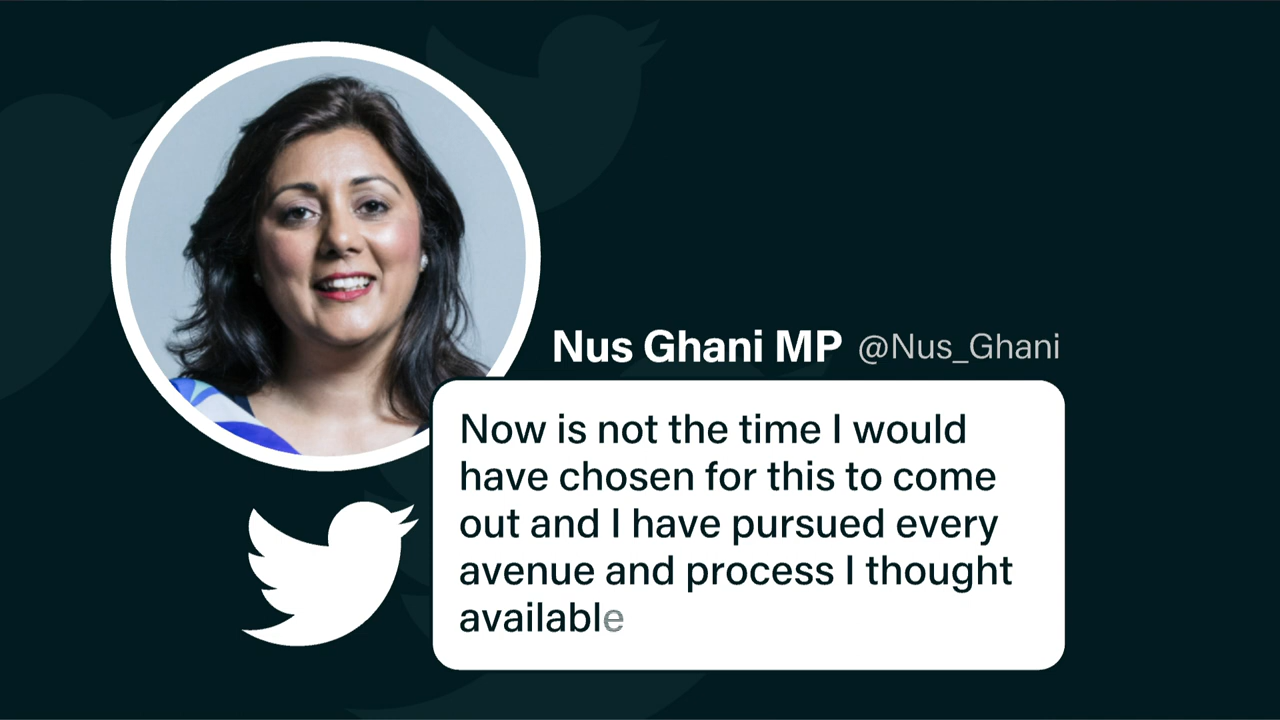 Nus Ghani MP @Nus_Ghani
Now is not the time I would
have chosen for this to come
out and I have pursued every
avenue and process I thought
available